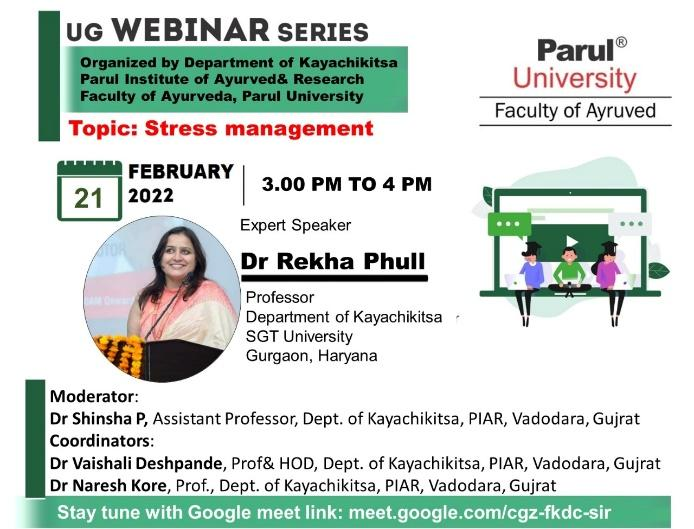 UG WEBINAR SERIES
Organized by Department of Kayachikitsa
Parul Institute of Ayurved& Research
Faculty of Ayurveda, Parul University
Topic: Stress management
Parul®
University
Faculty of Ayruved
21
FEBRUARY
2022
3.00 PM TO 4 PM
Expert Speaker
Dr Rekha Phull
Professor
Department of Kayachikitsa
SGT University
Gurgaon, Haryana
Moderator:
Dr Shinsha P, Assistant Professor, Dept. of Kayachikitsa, PIAR, Vadodara, Gujrat
Coordinators:
Dr Vaishali Deshpande, Prof& HOD, Dept. of Kayachikitsa, PIAR, Vadodara, Gujrat
Dr Naresh Kore, Prof., Dept. of Kayachikitsa, PIAR, Vadodara, Gujrat
Stay tune with Google meet link: meet.google.com/cgz-fkdc-sir